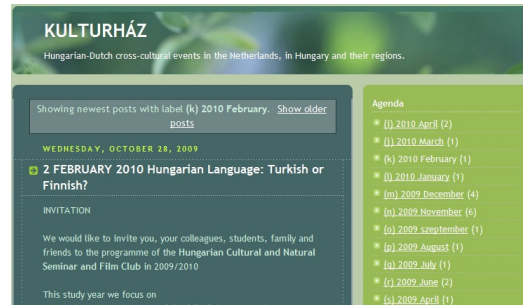 KULTURHÁZ
Hungarian-Dutch cross-cultural events in the Netherlands, in Hungary and their regions.
Showing newest posts with label (k) 2010 February. Show older
posts
WEDNESDAY, OCTOBER 28, 2009
2 FEBRUARY 2010 Hungarian Language: Turkish or
Finnish?
INVITATION
We would like to invite you, your colleagues, students, family and
friends to the programme of the Hungarian Cultural and Natural
Seminar and Film Club in 2009/2010
This study year we focus on
Agenda
(i) 2010 April (2)
(j) 2010 March (1)
(k) 2010 February (1)
(l) 2010 January (1)
(m) 2009 December (4)
(n) 2009 November (6)
(o) 2009 szeptember (1)
(p) 2009 August (1)
(q) 2009 July (1)
(r) 2009 June (2)
(s) 2009 April (1)